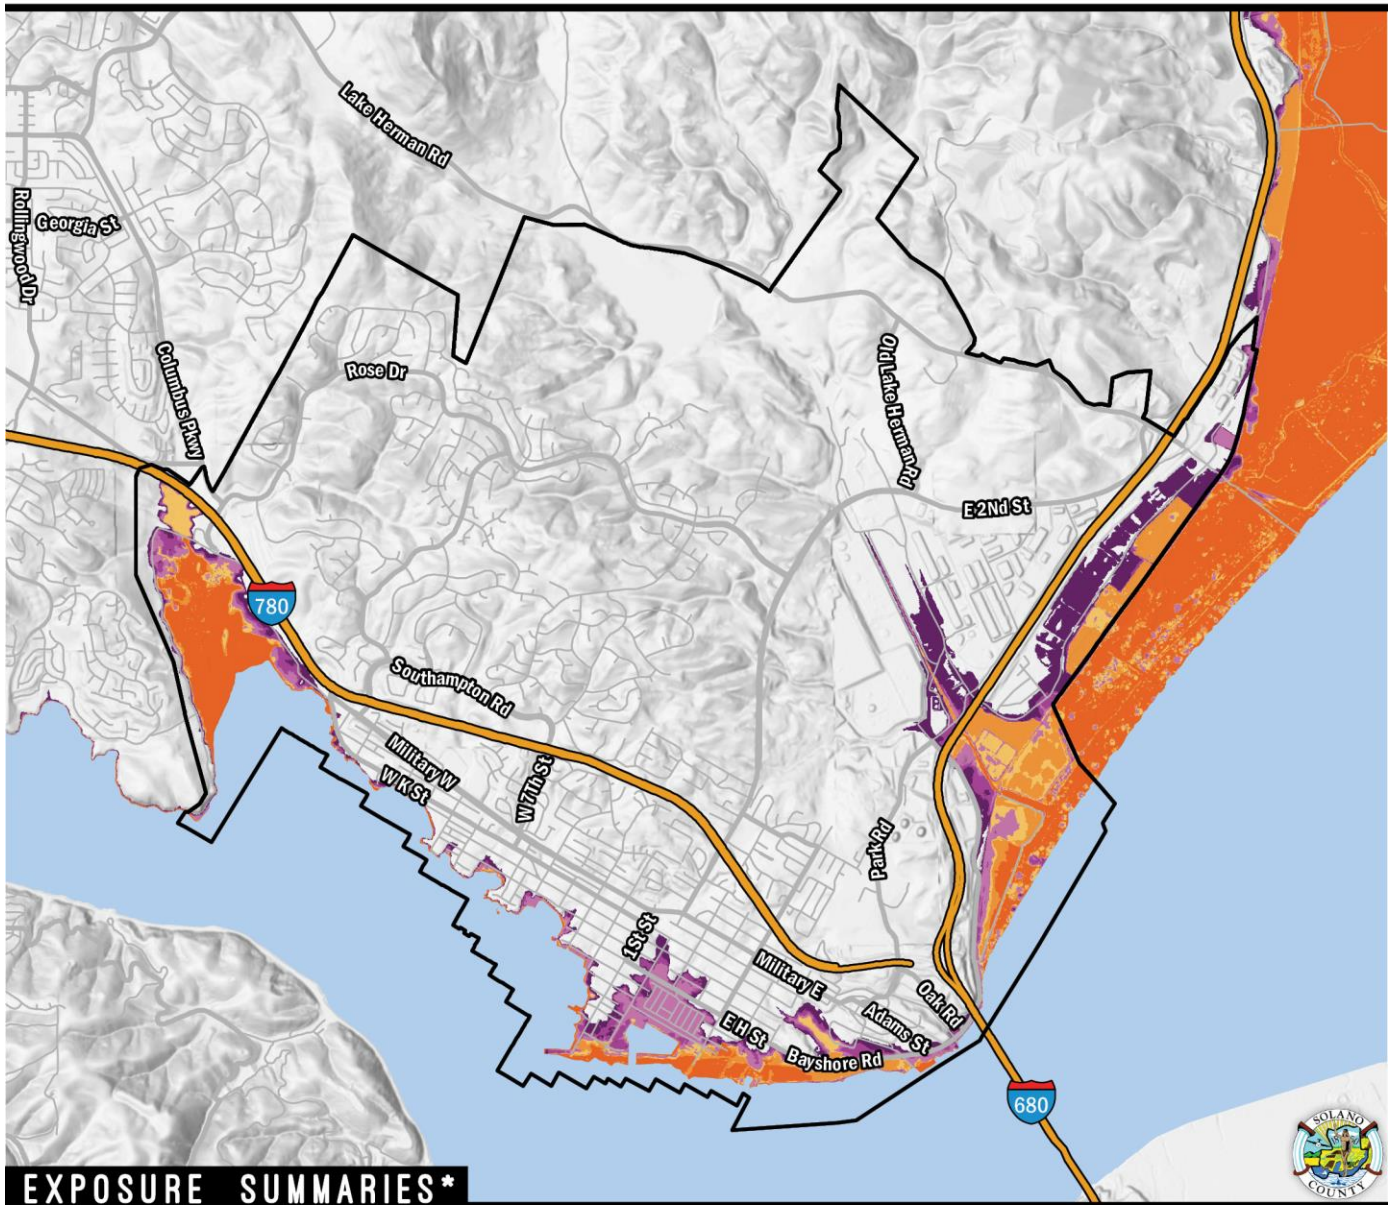 Lake Herman Rd
Rollingwood Dr
Georgia St
Columbus Pkwy
Rose Dr
Old Lake Herman Rd
E 2Nd St
780
Southampton Rd
Military W
W K St
W 7Th St
Park Rd
1St St
Military E
Oak Rd
Adams St
E H St
Bayshore Rd
680
SOLANO
COUNTY
EXPOSURE SUMMARIES*